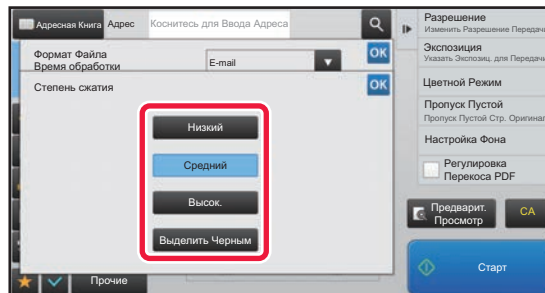 Адресная Книга
Адрес
Коснитесь для Ввода Адреса
Формат Файла
Время обработки
E-mail
OK
Степень сжатия
OK
Низкий
Средний
Высок.
Выделить Черным
Прочие
Разрешение
Изменить Разрешение Передачи
Экспозиция
Указать Экспозиц. для Передачи
Цветной Режим
Пропуск Пустой
Пропуск Пустой Стр. Оригинал
Настройка Фона
Регулировка
Перекоса PDF
Предварит.
Просмотр
CA
Старт